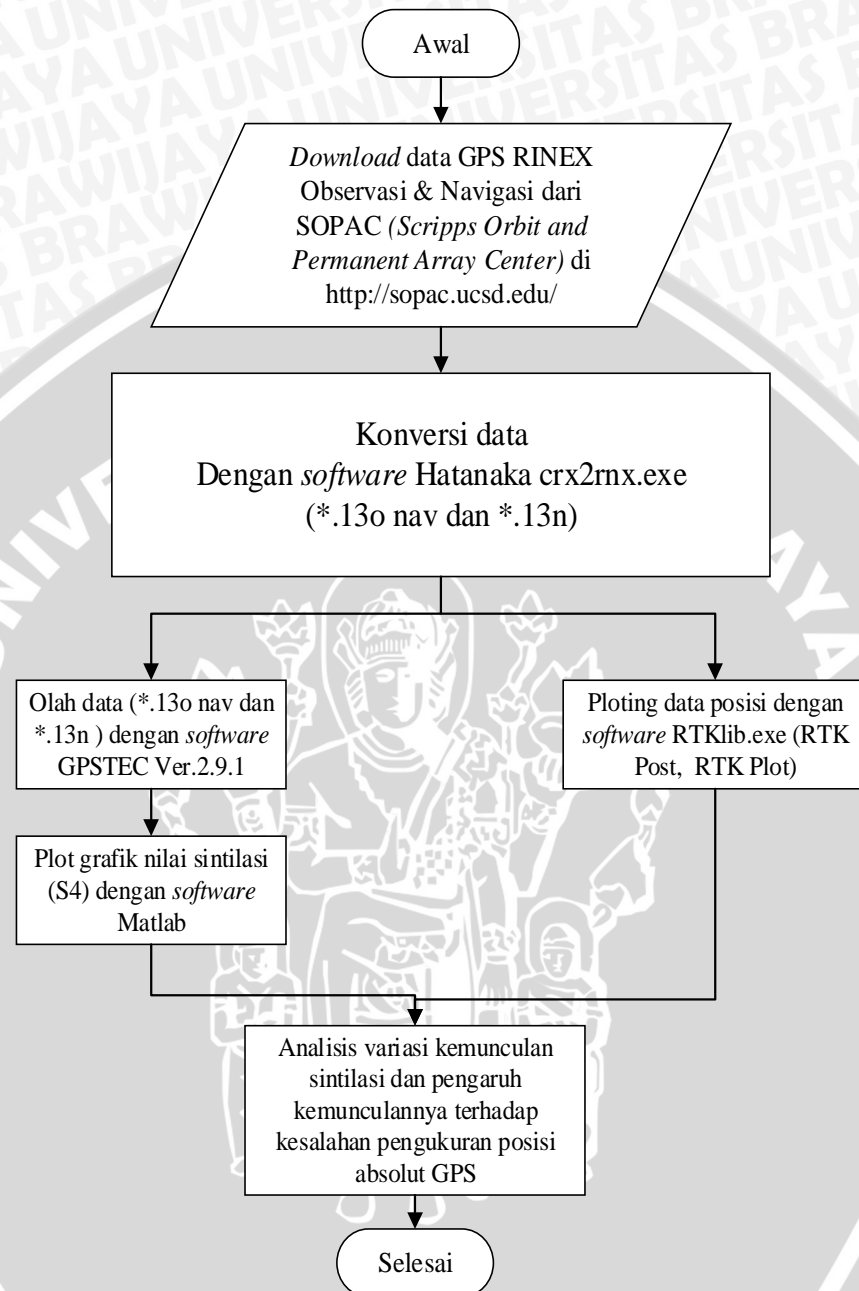 Awal
Download data GPS RINEX
Observasi & Navigasi dari
SOPAC (Scripps Orbit and
Permanent Array Center) di
http://sopac.ucsd.edu/
Konversi data
Dengan software Hatanaka crx2rnx.exe
(*.13o nav dan *.13n)
Olah data (*.13o nav dan
*.13n ) dengan software
GPSTEC Ver.2.9.1
Plot grafik nilai sintilasi
(S4) dengan software
Matlab
Ploting data posisi dengan
software RTKlib.exe (RTK
Post, RTK Plot)
Analisis variasi kemunculan
sintilasi dan pengaruh
kemunculannya terhadap
kesalahan pengukuran posisi
absolut GPS
Selesai